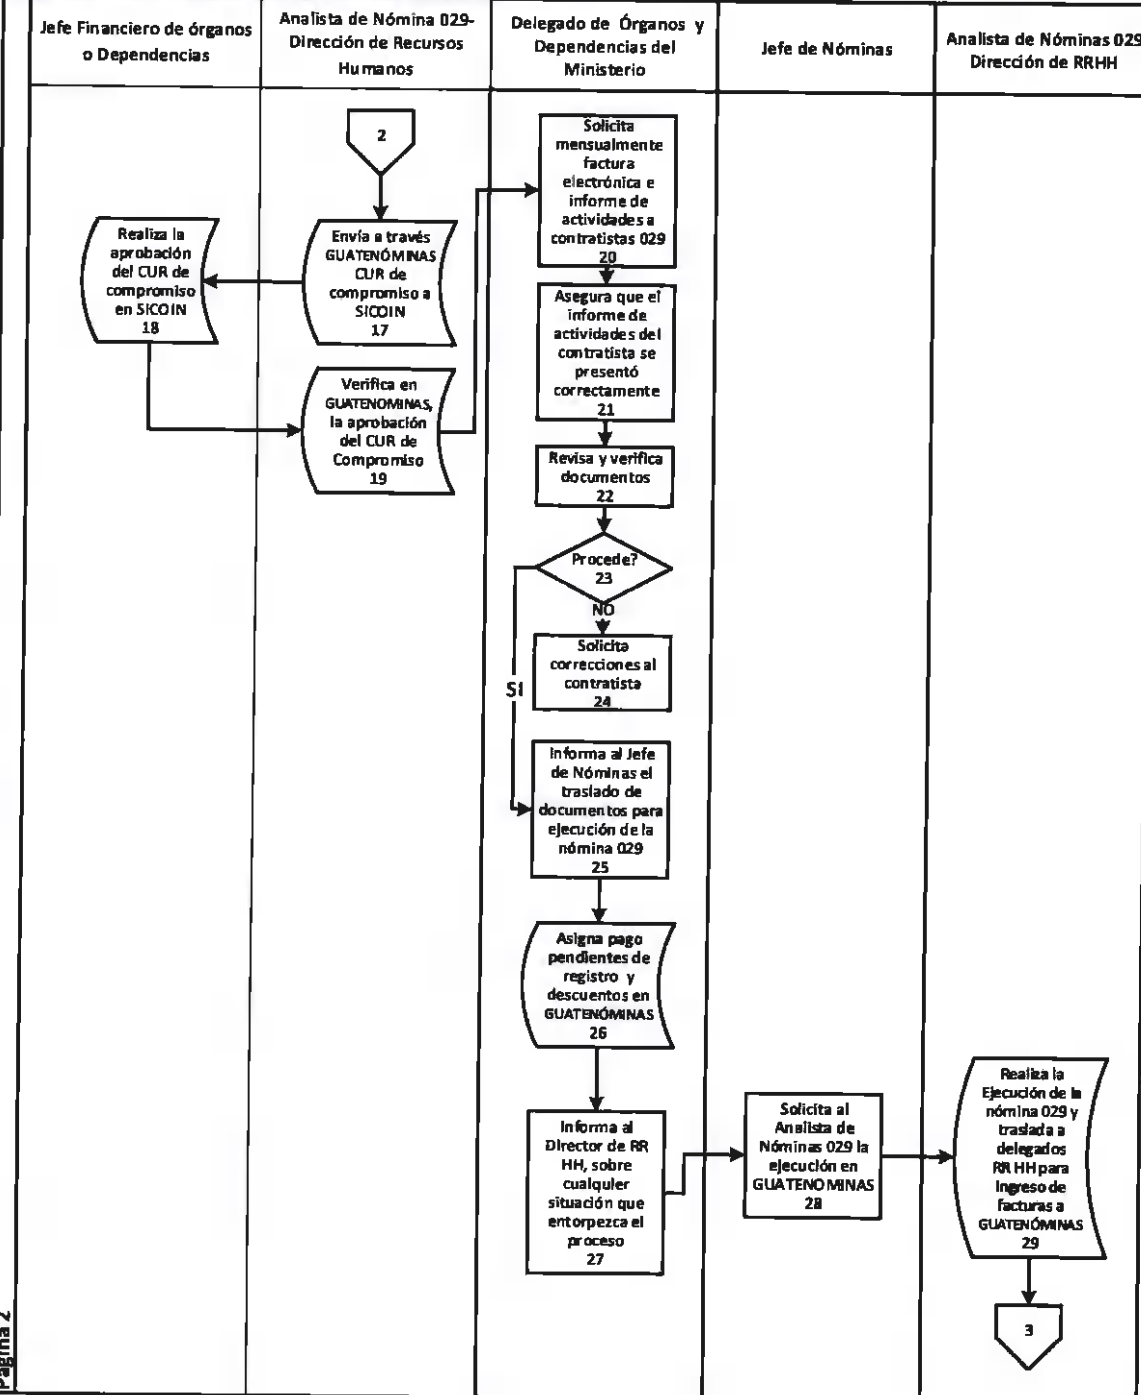 Jefe Financiero de órganos
o Dependencias
Analista de Nómina 029-
Dirección de Recursos
Humanos
Delegado de Órganos y
Dependencias del
Ministerio
Jefe de Nóminas
Analista de Nóminas 029
Dirección de RRHH
2
Envía a través
GUATENÓMINAS
CUR de
compromiso a
SICOIN
17
Realiza la
aprobación
del CUR de
compromiso
en SICOIN
18
Verifica en
GUATENOMINAS,
la aprobación
del CUR de
Compromiso
19
Solicita
mensualmente
factura
electrónica e
informe de
actividades a
contratistas 029
20
Asegura que el
informe de
actividades del
contratista se
presentó
correctamente
21
Revisa y verifica
documentos
22
Procede?
23
NO
Solicita
correcciones al
contratista
24
SI
Informa al Jefe
de Nóminas el
traslado de
documentos para
ejecución de la
nómina 029
25
Asigna pago
pendientes de
registro y
descuentos en
GUATENÓMINAS
26
Informa al
Director de RR
HH, sobre
cualquier
situación que
entorpezca el
proceso
27
Solicita al
Analista de
Nóminas 029 la
ejecución en
GUATENOMINAS
28
Realiza la
Ejecución de la
nómina 029 y
traslada a
delegados
RR HH para
Ingreso de
facturas a
GUATENÓMINAS
29
3
Página 2